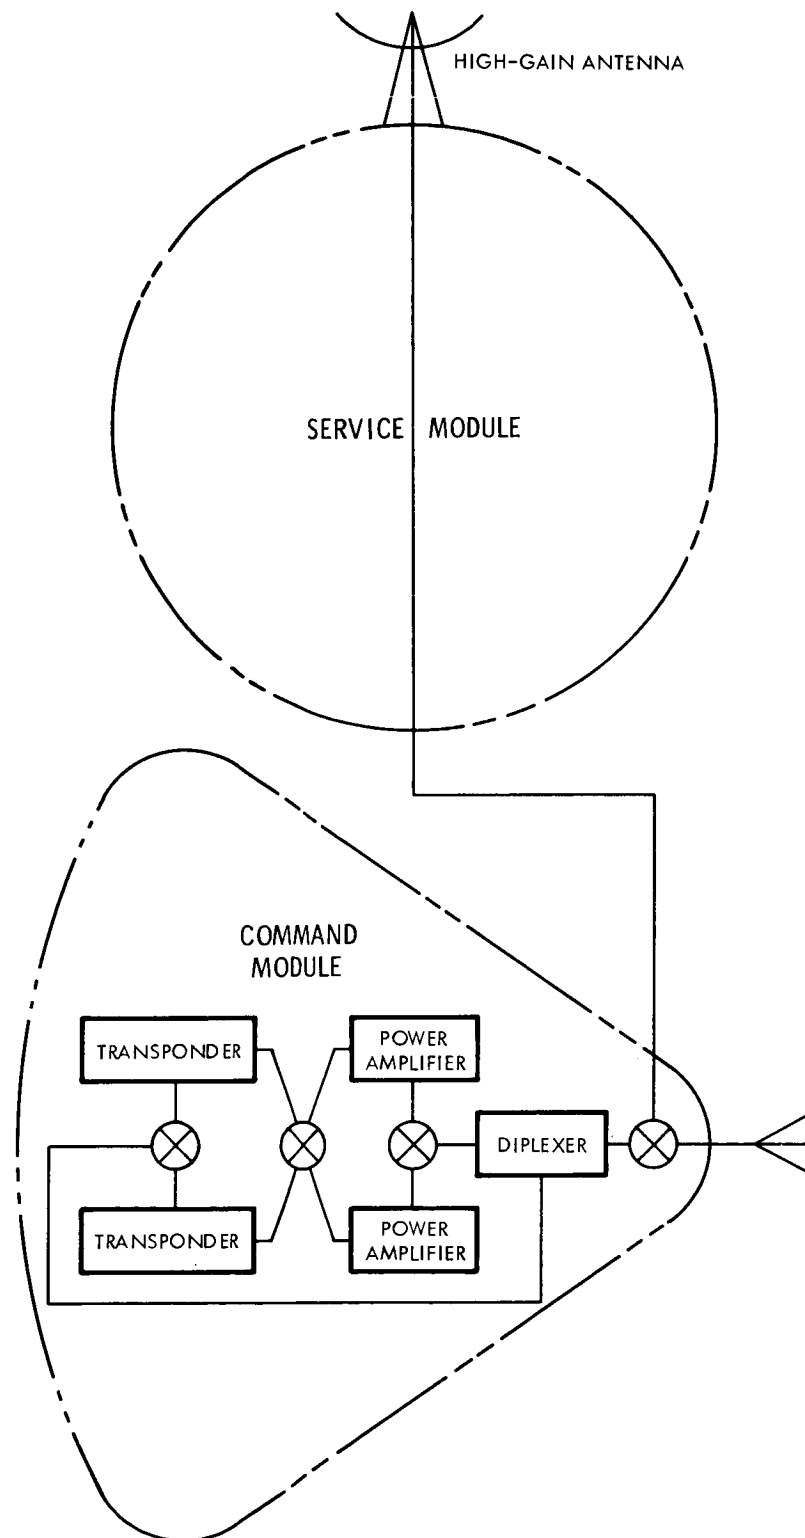 HIGH-GAIN ANTENNA
SERVICE MODULE
COMMAND
MODULE
TRANSPONDER
POWER
AMPLIFIER
DIPLEXER
TRANSPONDER
POWER
AMPLIFIER